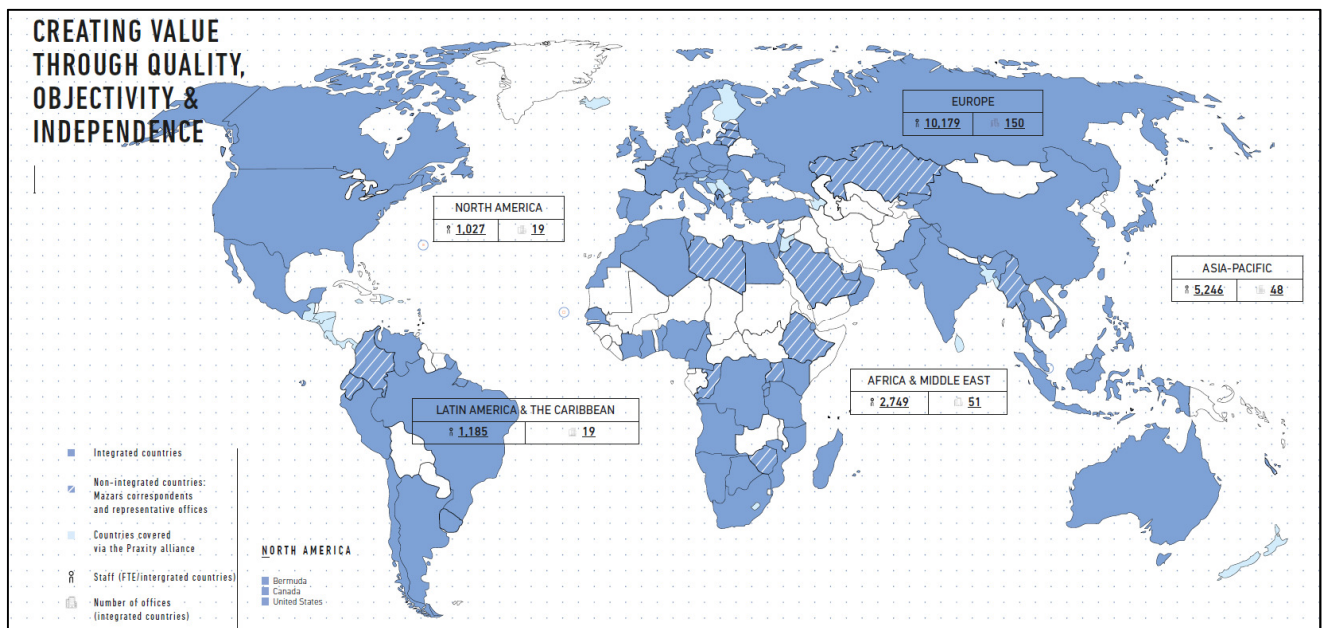 CREATING VALUE
THROUGH QUALITY,
OBJECTIVITY &
INDEPENDENCE
EUROPE
10,179 150
NORTH AMERICA
1,027 19
ASIA-PACIFIC
5,246 48
AFRICA & MIDDLE EAST
2,749 51
LATIN AMERICA & THE CARIBBEAN
1,185 19
Integrated countries
Non-integrated countries:
Mazars correspondents
and representative offices
Countries covered
via the Praxity alliance
Staff (FTE/intergrated countries)
Number of offices
(integrated countries)
NORTH AMERICA
Bermuda
Canada
United States